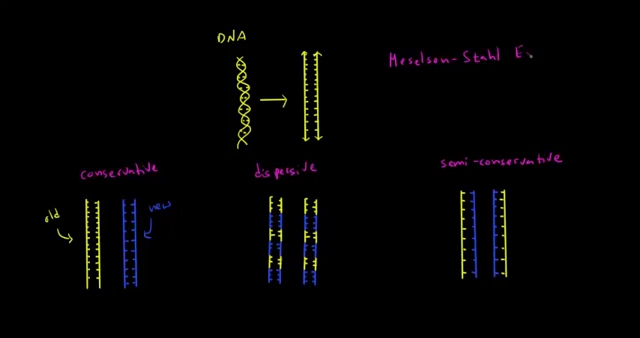 DNA
Meselson-Stahl E
conservative
dispersive
semi-conservative
old
new